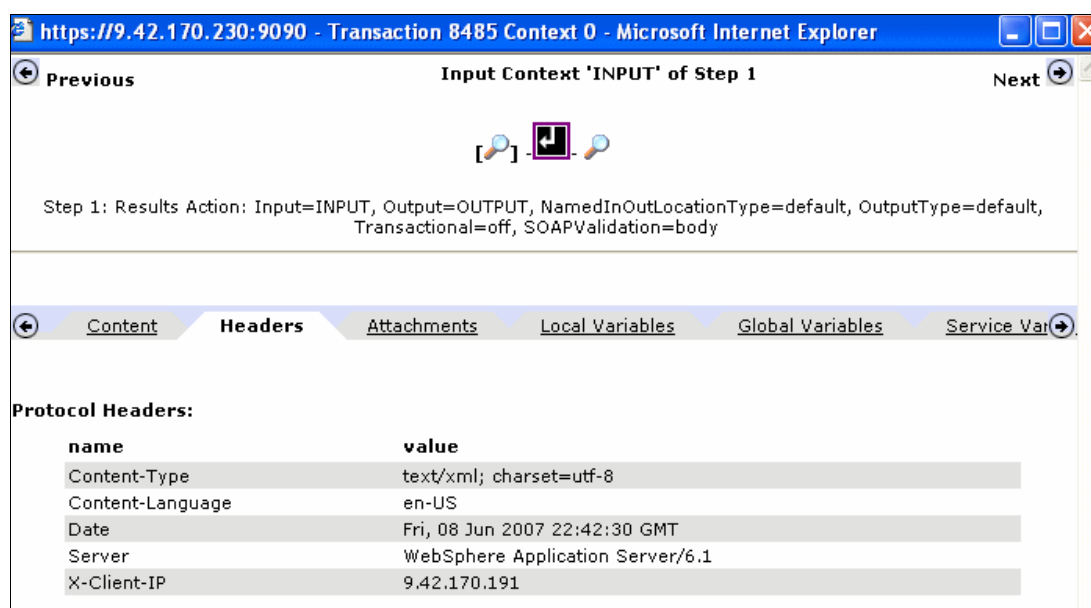 https://9.42.170.230:9090 - Transaction 8485 Context 0 - Microsoft Internet Explorer
Previous Input Context 'INPUT' of Step 1 Next
[ ] - -
Step 1: Results Action: Input=INPUT, Output=OUTPUT, NamedInOutLocationType=default, OutputType=default,
Transactional=off, SOAPValidation=body
Content Headers Attachments Local Variables Global Variables Service Var
Protocol Headers:
name value
Content-Type text/xml; charset=utf-8
Content-Language en-US
Date Fri, 08 Jun 2007 22:42:30 GMT
Server WebSphere Application Server/6.1
X-Client-IP 9.42.170.191